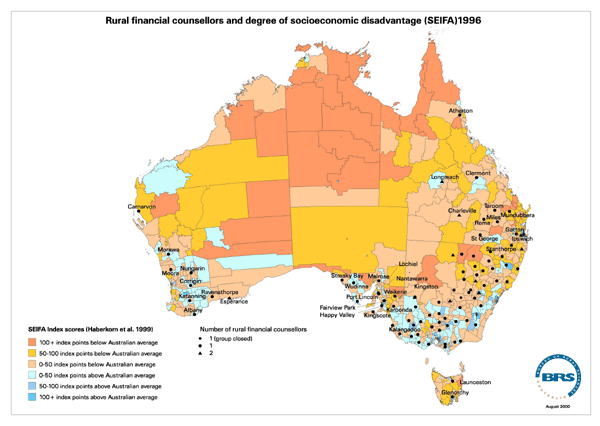 Rural financial counsellors and degree of socioeconomic disadvantage (SEIFA)1996
Atherton
Longreach
Clermont
Carnarvon
Charleville
Taroom
Miles
Mundubbera
Roma
Gatton
St George
Ipswich
Stanthorpe
Morawa
Lochiel
Moora
Nungarin
Streaky Bay
Melrose
Nantawarra
Corrigin
Wudinna
Kingston
Katanning
Ravensthorpe
Port Lincoln
Waikerie
Esperance
Karoonda
Albany
Fairview Park
Happy Valley
Kingscote
Kalangadoo
SEIFA Index scores (Haberkorn et al. 1999)
100+ index points below Australian average
50-100 index points below Australian average
0-50 index points below Australian average
0-50 index points above Australian average
50-100 index points above Australian average
100+ index points above Australian average
Number of rural financial counsellors
1 (group closed)
1
2
Launceston
Glenorchy
BRS
August 2000